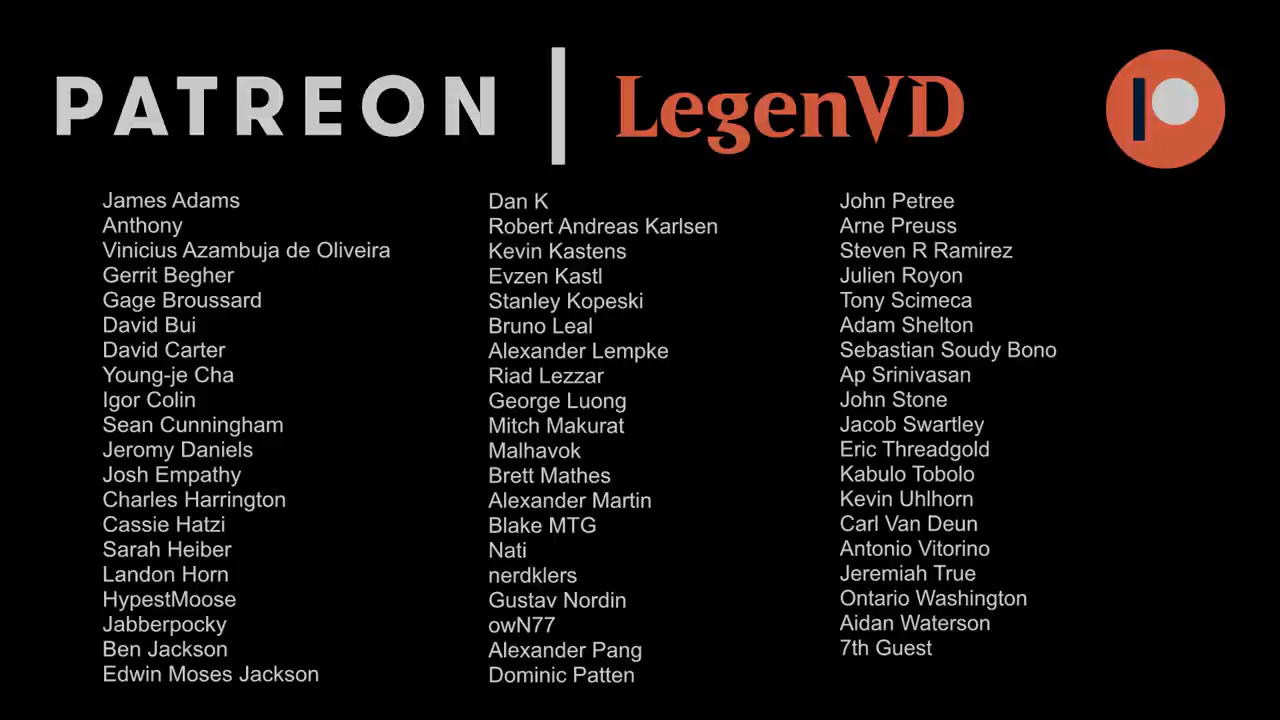 PATREON | LegenVD
James Adams
Anthony
Vinicius Azambuja de Oliveira
Gerrit Begher
Gage Broussard
David Bui
David Carter
Young-je Cha
Igor Colin
Sean Cunningham
Jeromy Daniels
Josh Empathy
Charles Harrington
Cassie Hatzi
Sarah Heiber
Landon Horn
HypestMoose
Jabberpocky
Ben Jackson
Edwin Moses Jackson
Dan K
Robert Andreas Karlsen
Kevin Kastens
Evzen Kastl
Stanley Kopeski
Bruno Leal
Alexander Lempke
Riad Lezzar
George Luong
Mitch Makurat
Malhavok
Brett Mathes
Alexander Martin
Blake MTG
Nati
nerdklers
Gustav Nordin
owN77
Alexander Pang
Dominic Patten
John Petree
Arne Preuss
Steven R Ramirez
Julien Royon
Tony Scimeca
Adam Shelton
Sebastian Soudy Bono
Ap Srinivasan
John Stone
Jacob Swartley
Eric Threadgold
Kabulo Tobolo
Kevin Uhlhorn
Carl Van Deun
Antonio Vitorino
Jeremiah True
Ontario Washington
Aidan Waterson
7th Guest